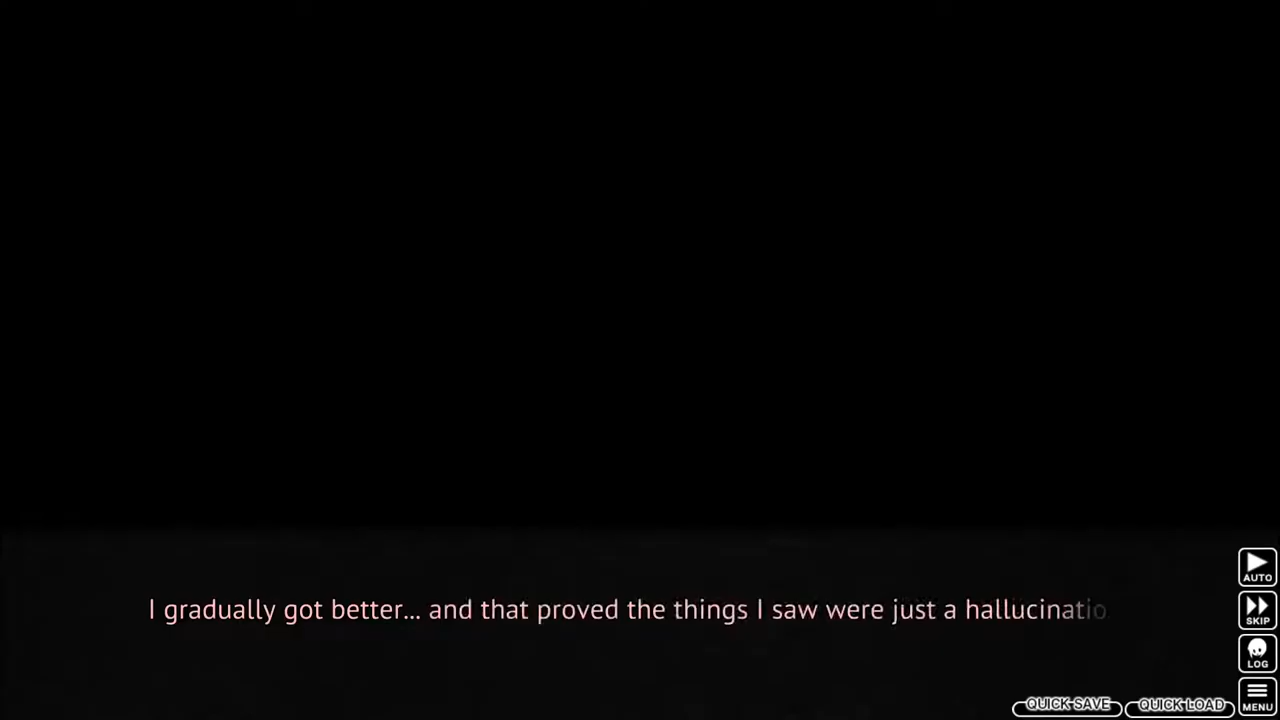 AUTO
SKIP
I gradually got better... and that proved the things I saw were just a hallucinatio
LOG
MENU
QUICK SAVE
QUICK LOAD